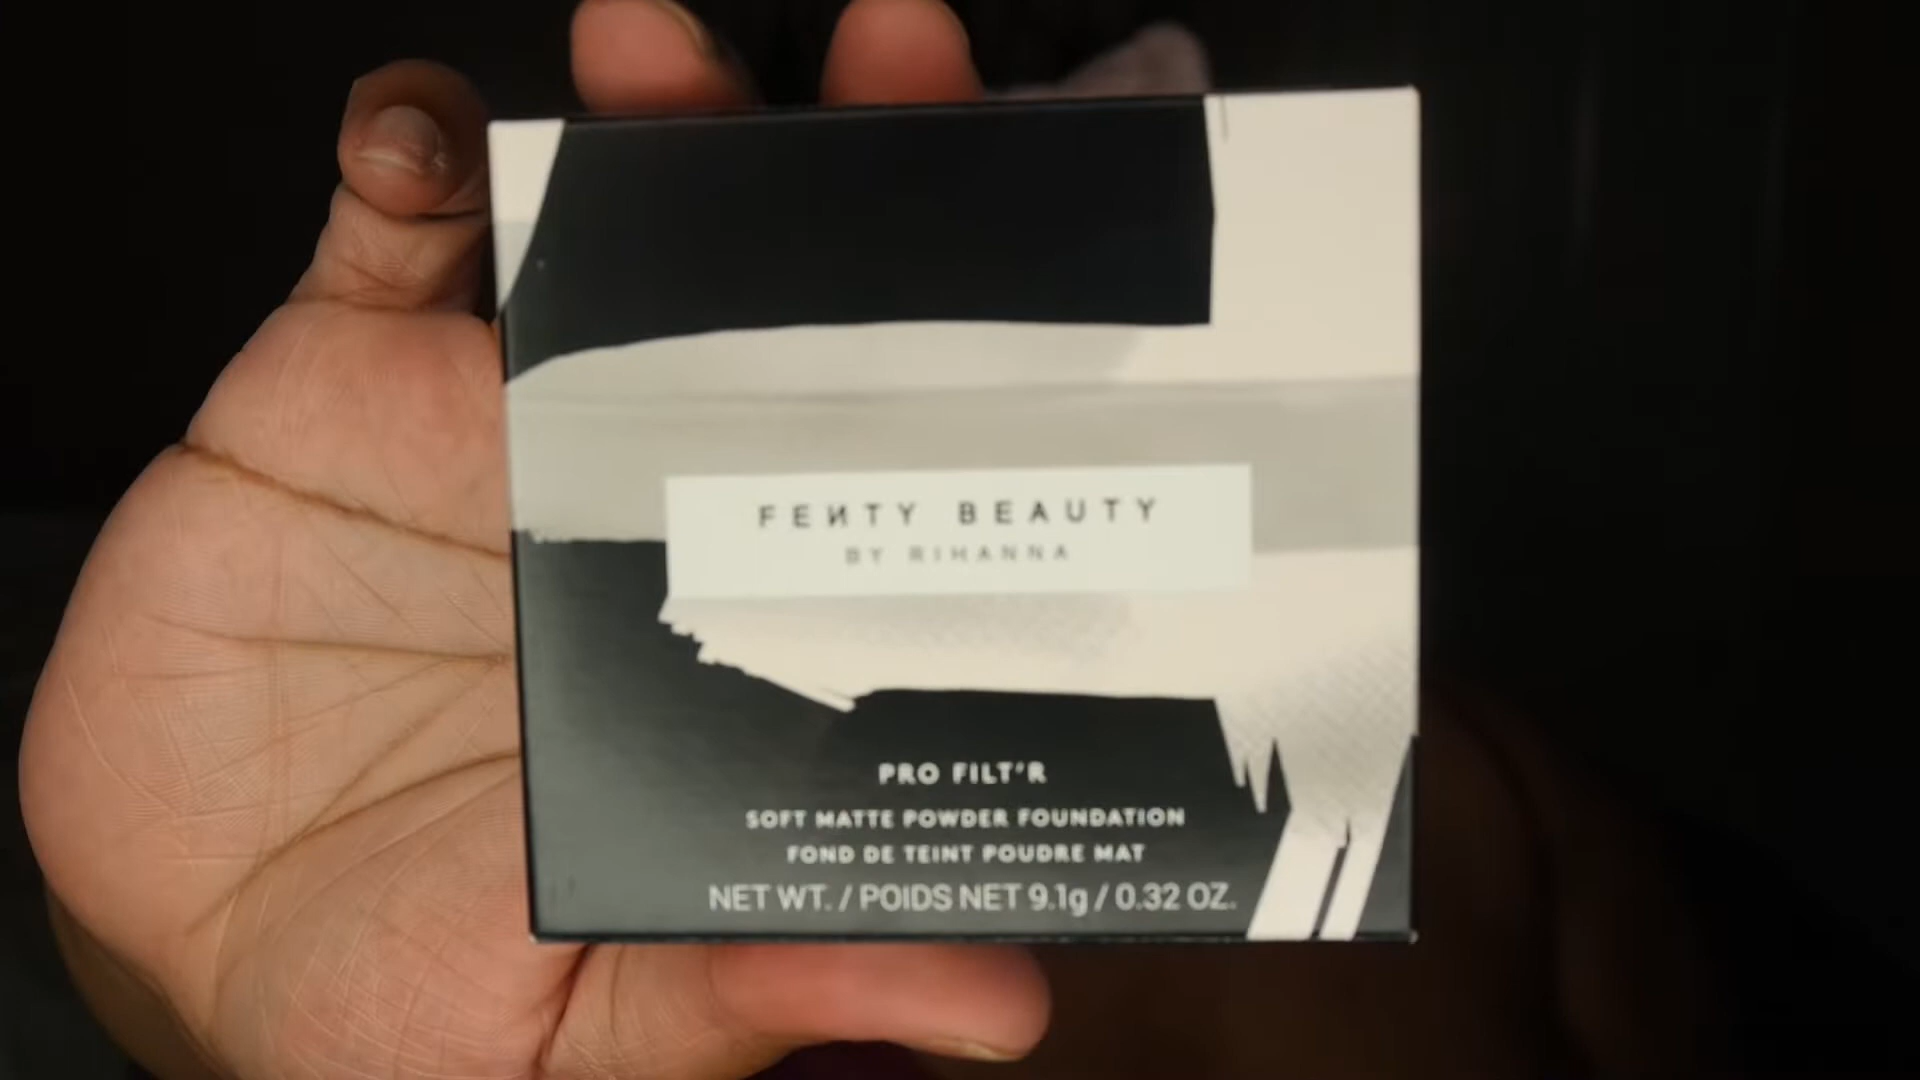 FEИTY BEAUTY
BY RIHANNA
PRO FILT'R
SOFT MATTE POWDER FOUNDATION
FOND DE TEINT POUDRE MAT
NET WT. / POIDS NET 9.1g / 0.32 OZ.